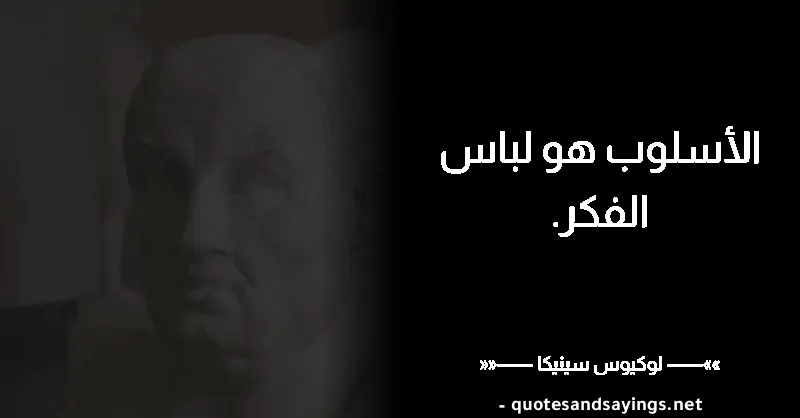 الأسلوب هو لباس
الفكر.
»»—— لوكيوس سينيكا ——««
- quotesandsayings.net